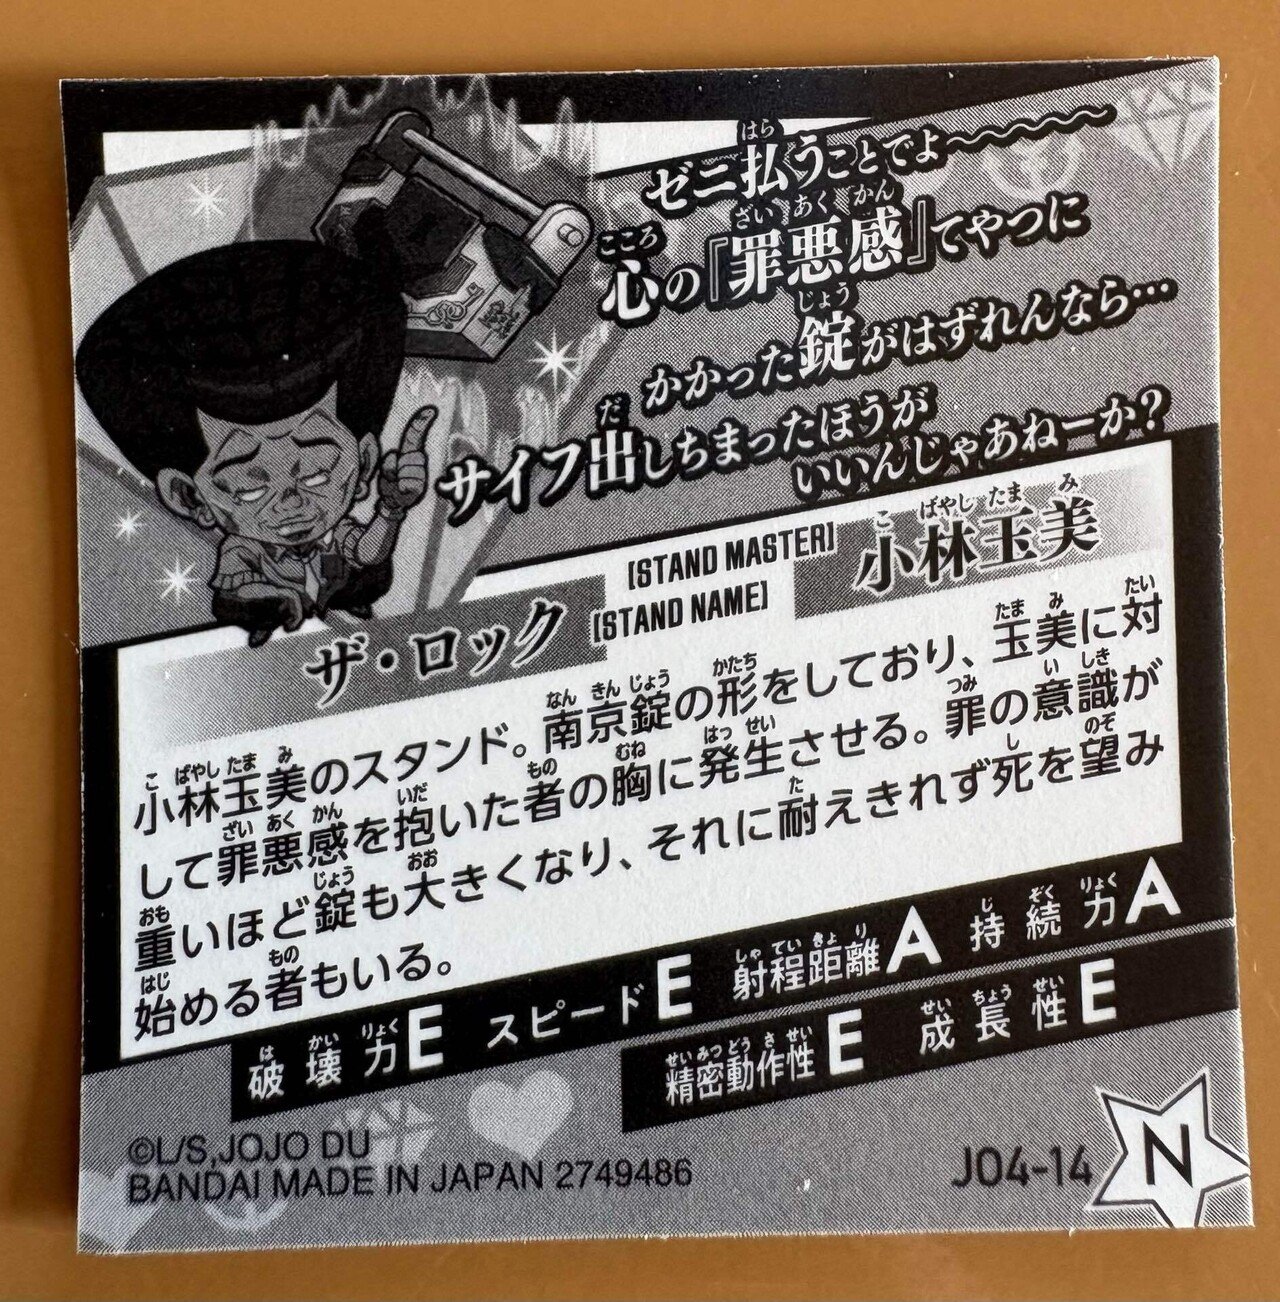 ゼニ払うことでよ〜〜〜〜〜〜
心の『罪悪感』てやつに
かかった錠がはずれんなら…
サイフ出しちまったほうが
いいんじゃあねーか?
[STAND MASTER] 小林玉美
ザ・ロック [STAND NAME]
小林玉美のスタンド。南京錠の形をしており、玉美に対
して罪悪感を抱いた者の胸に発生させる。罪の意識が
重いほど錠も大きくなり、それに耐えきれず死を望み
始める者もいる。
破壊力E スピードE 射程距離A 持続力A
精密動作性E 成長性E
©L/S,JOJO DU
BANDAI MADE IN JAPAN 2749486
J04-14 N